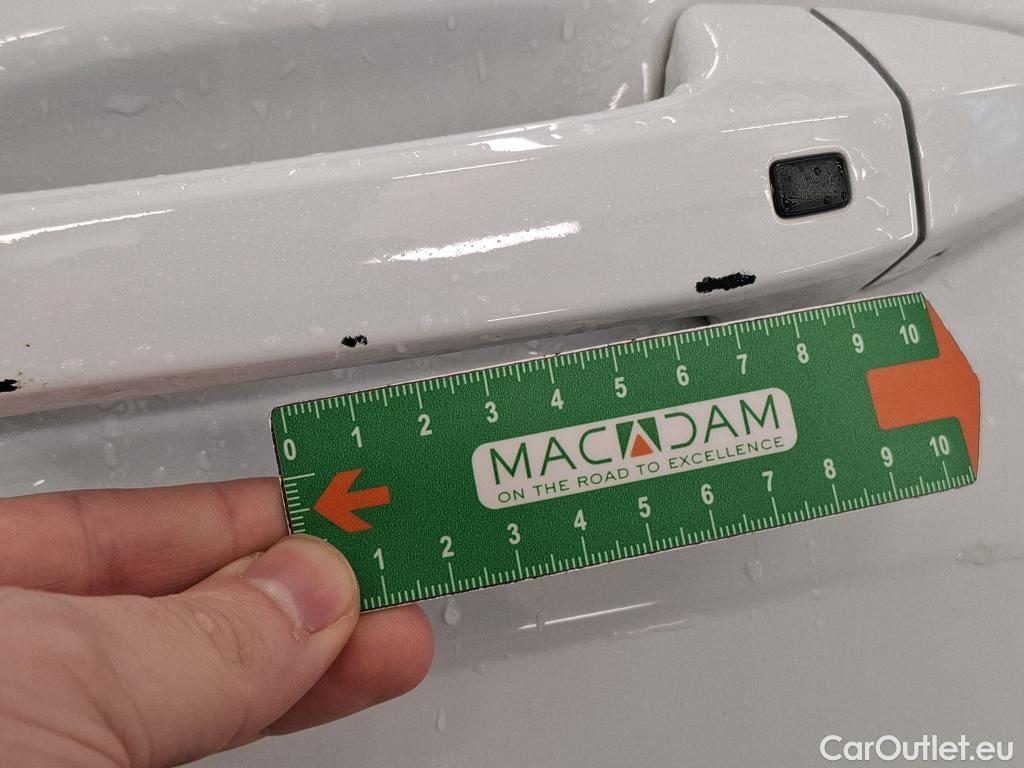 0 1 2 3 4 5 6 7 8 9 10
MACADAM
ON THE ROAD TO EXCELLENCE
1 2 3 4 5 6 7 8 9 10
CarOutlet.eu